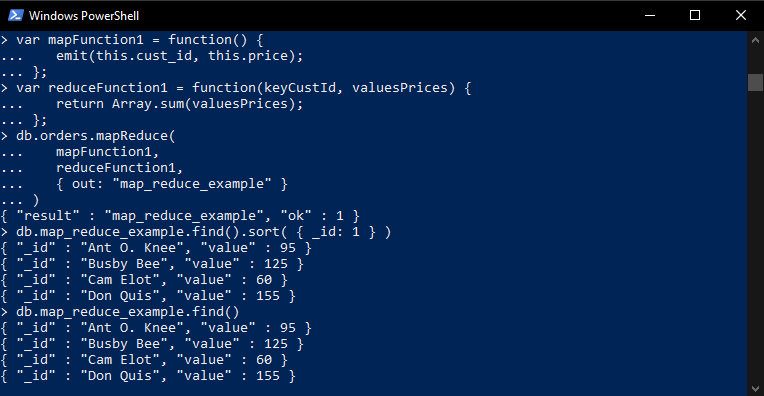 Windows PowerShell
> var mapFunction1 = function() {
...     emit(this.cust_id, this.price);
... };
> var reduceFunction1 = function(keyCustId, valuesPrices) {
...     return Array.sum(valuesPrices);
... };
> db.orders.mapReduce(
...     mapFunction1,
...     reduceFunction1,
...     { out: "map_reduce_example" }
... )
{ "result" : "map_reduce_example", "ok" : 1 }
> db.map_reduce_example.find().sort( { _id: 1 } )
{ "_id" : "Ant O. Knee", "value" : 95 }
{ "_id" : "Busby Bee", "value" : 125 }
{ "_id" : "Cam Elot", "value" : 60 }
{ "_id" : "Don Quis", "value" : 155 }
> db.map_reduce_example.find()
{ "_id" : "Ant O. Knee", "value" : 95 }
{ "_id" : "Busby Bee", "value" : 125 }
{ "_id" : "Cam Elot", "value" : 60 }
{ "_id" : "Don Quis", "value" : 155 }